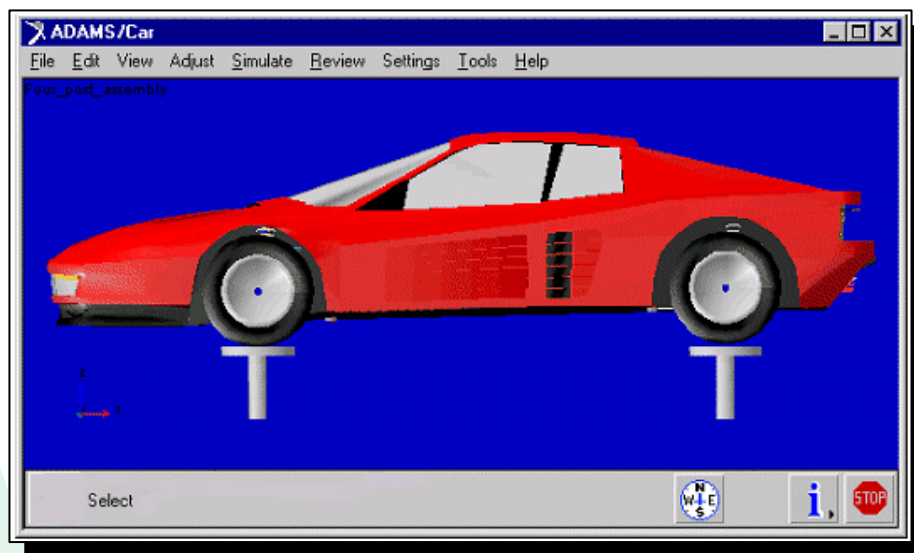 ADAMS/Car
File Edit View Adjust Simulate Review Settings Tools Help
Four_post_assembly
z
x
Select
N
W E
S
i
STOP